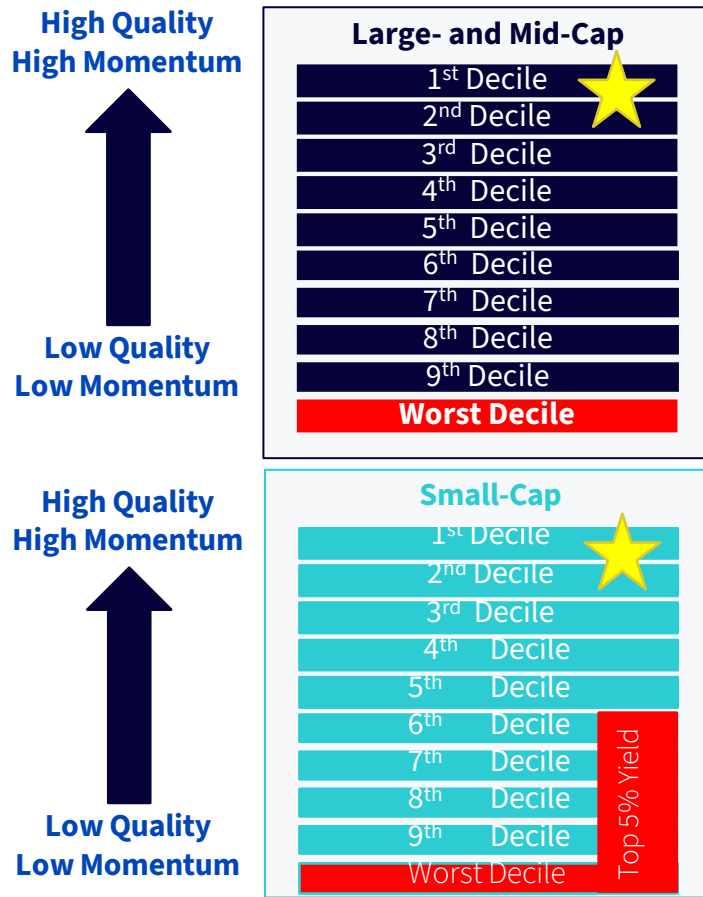 High Quality
High Momentum
Large- and Mid-Cap
1st Decile
2nd Decile
3rd Decile
4th Decile
5th Decile
6th Decile
7th Decile
8th Decile
9th Decile
Worst Decile
Low Quality
Low Momentum
High Quality
High Momentum
Small-Cap
1st Decile
2nd Decile
3rd Decile
4th Decile
5th Decile
6th Decile
7th Decile
8th Decile
9th Decile
Worst Decile
Top 5% Yield
Low Quality
Low Momentum